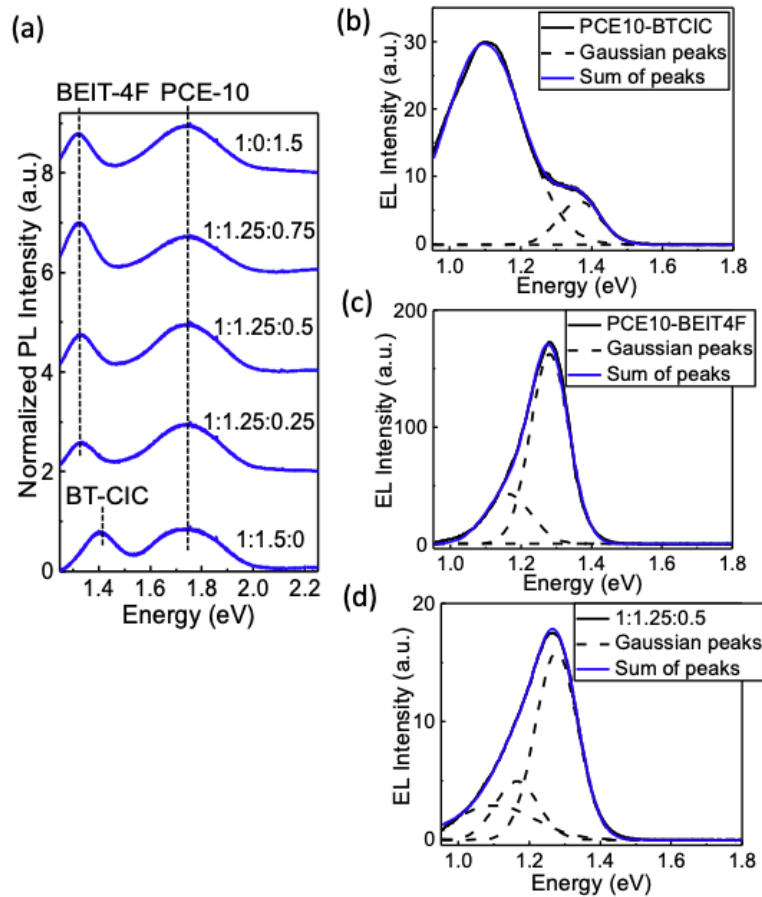 (a)
BEIT-4F PCE-10
1:0:1.5
1:1.25:0.75
1:1.25:0.5
1:1.25:0.25
BT-CIC
1:1.5:0
Normalized PL Intensity (a.u.)
8
6
4
2
0
1.4 1.6 1.8 2.0 2.2
Energy (eV)
(b)
PCE10-BTCIC
Gaussian peaks
Sum of peaks
EL Intensity (a.u.)
30
20
10
0
1.0 1.2 1.4 1.6 1.8
Energy (eV)
(c)
PCE10-BEIT4F
Gaussian peaks
Sum of peaks
EL Intensity (a.u.)
200
100
0
1.0 1.2 1.4 1.6 1.8
Energy (eV)
(d)
1:1.25:0.5
Gaussian peaks
Sum of peaks
EL Intensity (a.u.)
20
10
0
1.0 1.2 1.4 1.6 1.8
Energy (eV)